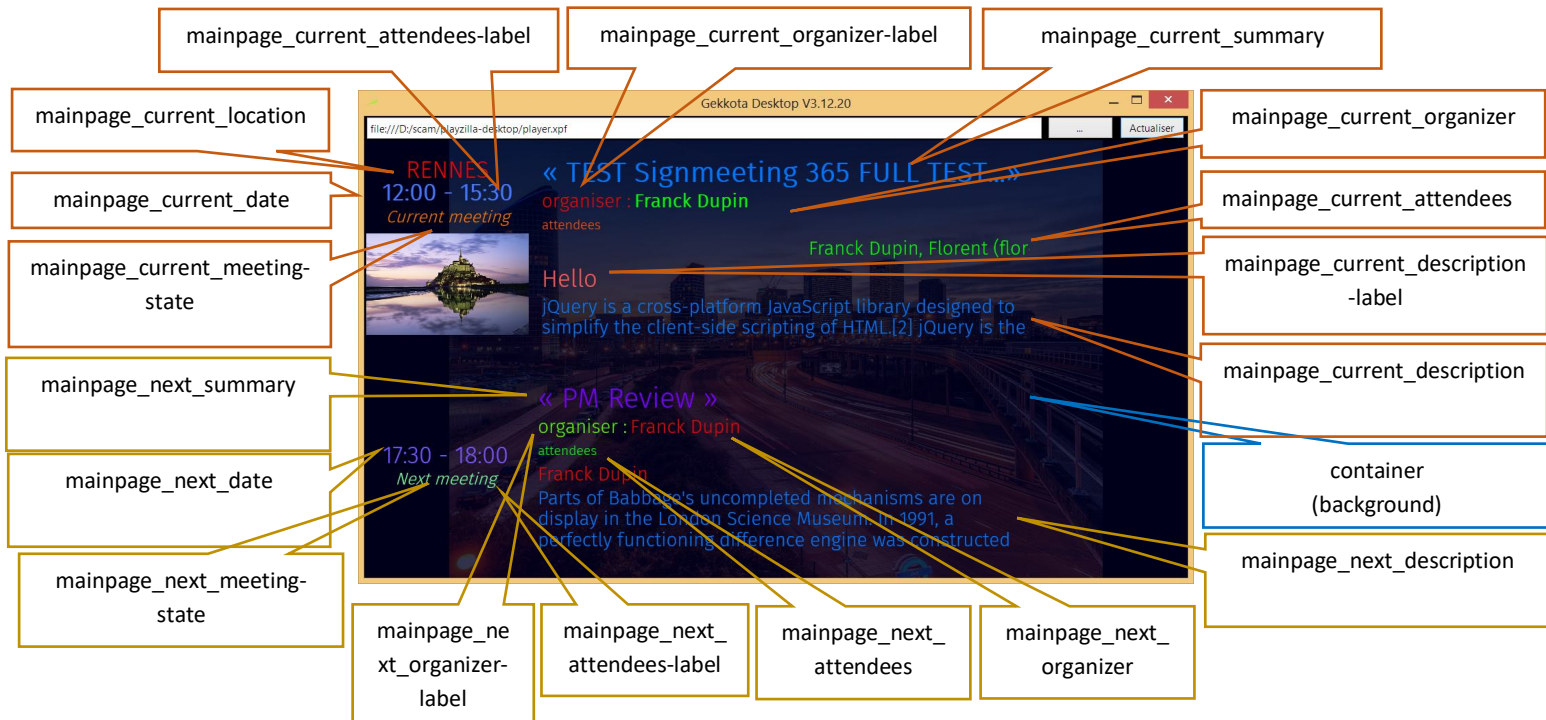 mainpage_current_attendees-label
mainpage_current_organizer-label
mainpage_current_summary
mainpage_current_location
mainpage_current_date
mainpage_current_meeting-
state
mainpage_next_summary
mainpage_next_date
mainpage_next_meeting-
state
Gekkota Desktop V3.12.20
file:///D:/scam/playzilla-desktop/player.xpf
...
Actualiser
RENNES
12:00 - 15:30
Current meeting
« TEST Signmeeting 365 FULL TEST...»
organiser : Franck Dupin
attendees
Franck Dupin, Florent (flor
Hello
jQuery is a cross-platform JavaScript library designed to
simplify the client-side scripting of HTML.[2] jQuery is the
« PM Review »
organiser : Franck Dupin
attendees
17:30 - 18:00
Next meeting
Franck Dupin
Parts of Babbage's uncompleted mechanisms are on
display in the London Science Museum. In 1991, a
perfectly functioning difference engine was constructed
mainpage_current_organizer
mainpage_current_attendees
mainpage_current_description
-label
mainpage_current_description
container
(background)
mainpage_next_description
mainpage_ne
xt_organizer-
label
mainpage_next_
attendees-label
mainpage_next_
attendees
mainpage_next_
organizer